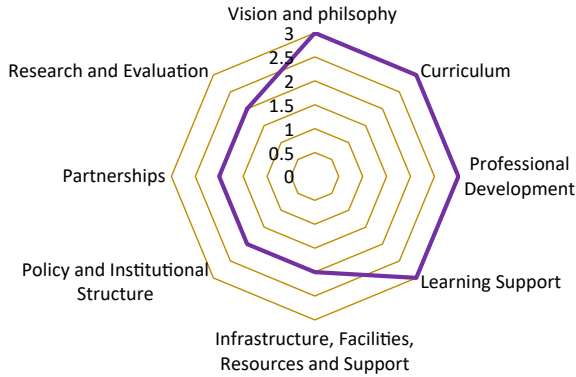 Vision and philsophy
3
2.5
2
1.5
1
0.5
0
Curriculum
Professional
Development
Learning Support
Infrastructure, Facilities,
Resources and Support
Policy and Institutional
Structure
Partnerships
Research and Evaluation